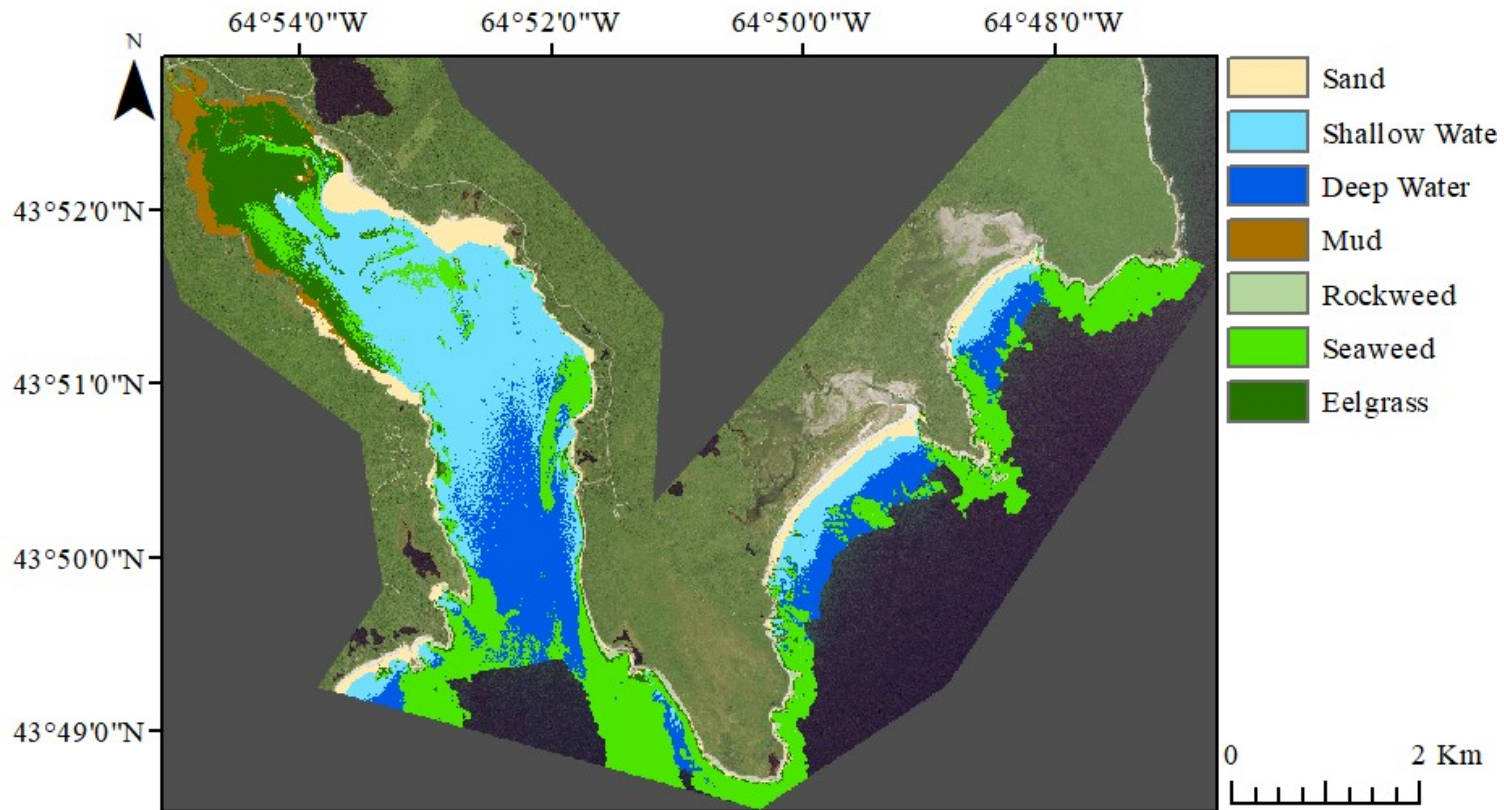 64°54'0"W 64°52'0"W 64°50'0"W 64°48'0"W
N
43°52'0"N
43°51'0"N
43°50'0"N
43°49'0"N
Sand
Shallow Wate
Deep Water
Mud
Rockweed
Seaweed
Eelgrass
0 2 Km